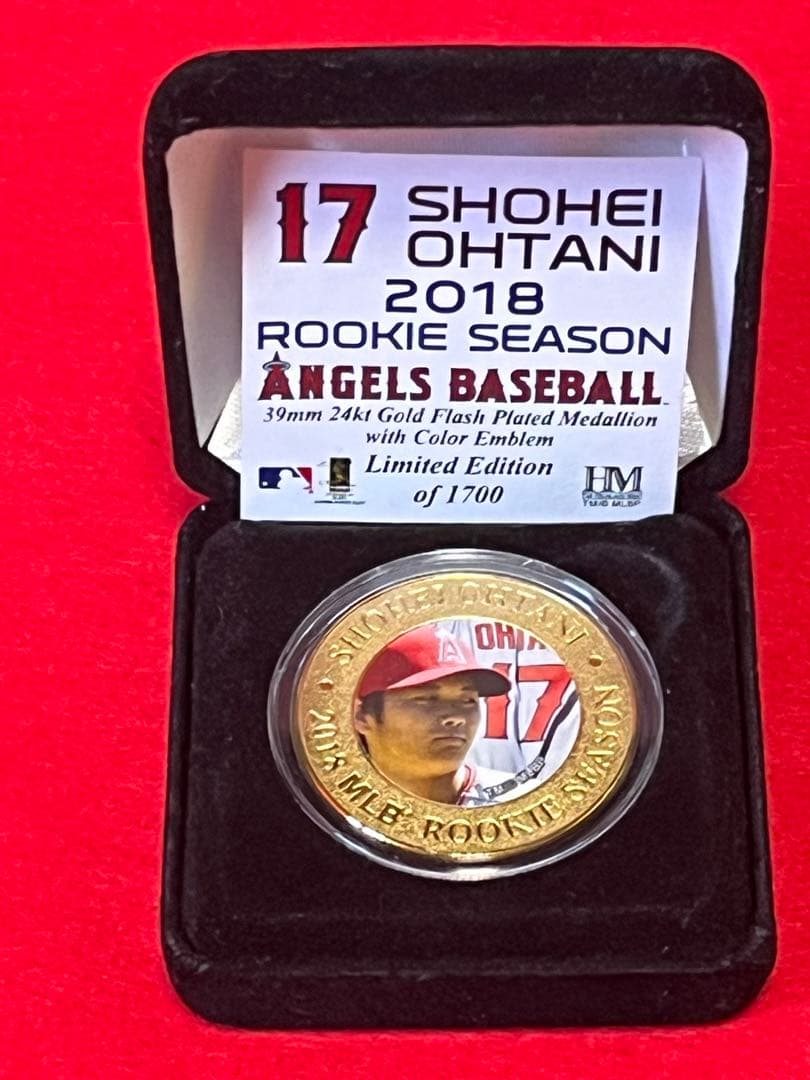 17 SHOHEI
OHTANI
2018
ROOKIE SEASON
ANGELS BASEBALL
39mm 24kt Gold Flash Plated Medallion
with Color Emblem
Limited Edition
of 1700
HM
SHOHEI OHTANI
OHTA
17
2018 MLB ROOKIE SEASON